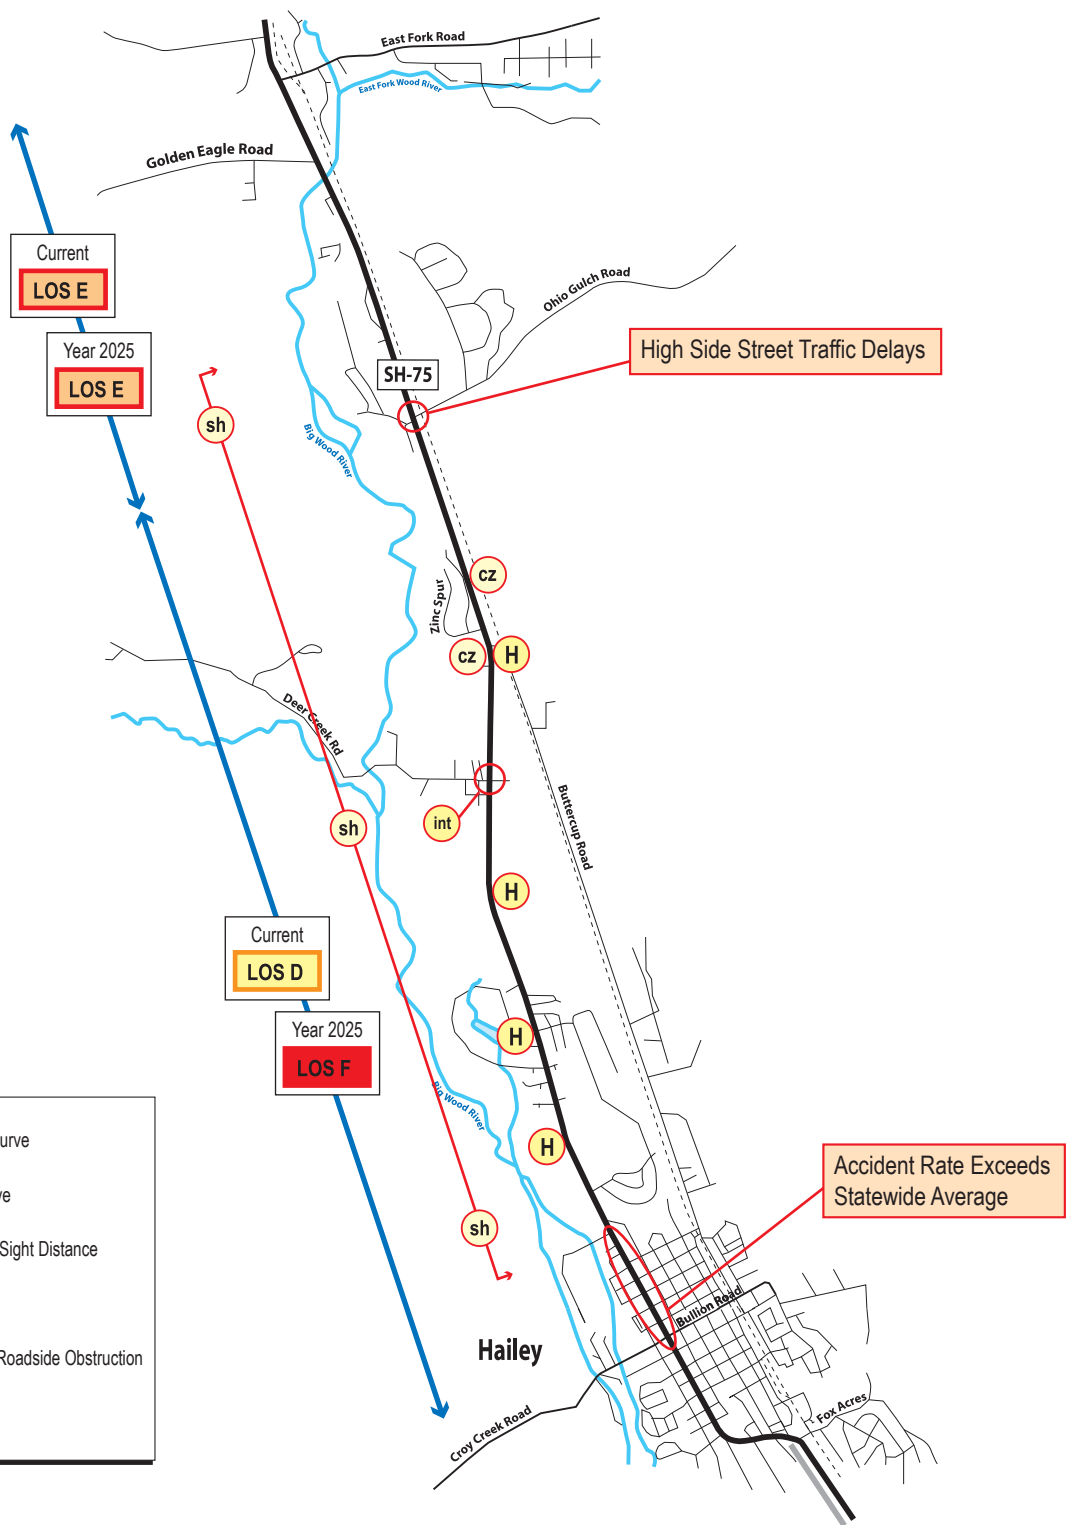 East Fork Road
East Fork Wood River
Golden Eagle Road
Current
LOS E
Year 2025
LOS E
Ohio Gulch Road
High Side Street Traffic Delays
SH-75
sh
Big Wood River
cz
Zinc Spur
cz
H
Deer Creek Rd
Buttercup Road
sh
int
H
Current
LOS D
Year 2025
LOS F
H
Big Wood River
H
Accident Rate Exceeds
Statewide Average
sh
Bullion Road
Hailey
Fox Acres
Croy Creek Road
urve
ve
Sight Distance
Roadside Obstruction